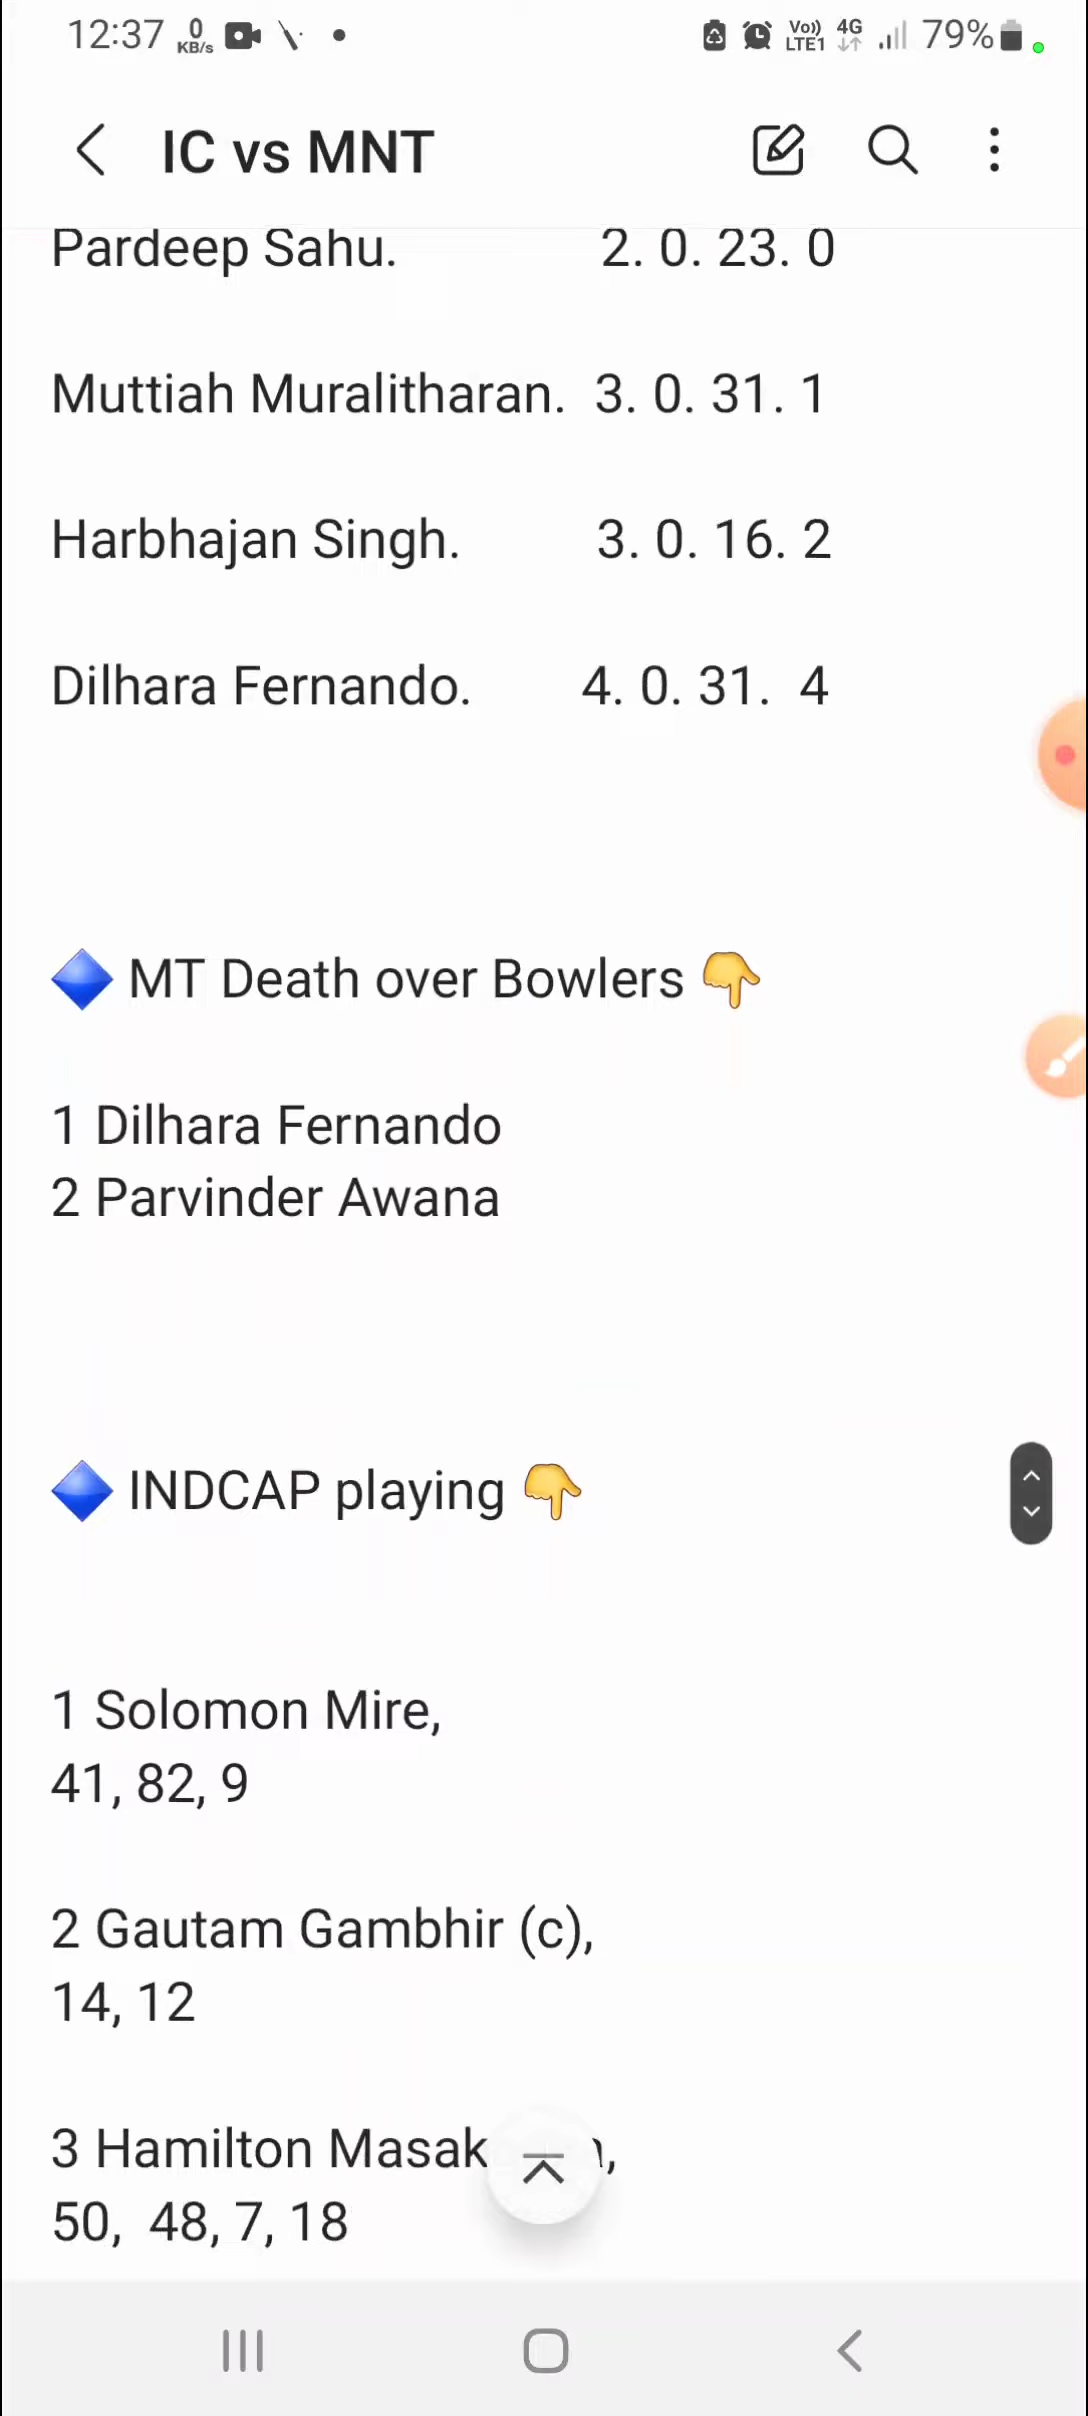 12:37 0 KB/s Vo)) LTE1 4G 79%
IC vs MNT
Pardeep Sahu. 2. 0. 23. 0
Muttiah Muralitharan. 3. 0. 31. 1
Harbhajan Singh. 3. 0. 16. 2
Dilhara Fernando. 4. 0. 31. 4
🔷 MT Death over Bowlers 👇
1 Dilhara Fernando
2 Parvinder Awana
🔷 INDCAP playing 👇
1 Solomon Mire,
41, 82, 9
2 Gautam Gambhir (c),
14, 12
3 Hamilton
50, 48, 7, 18